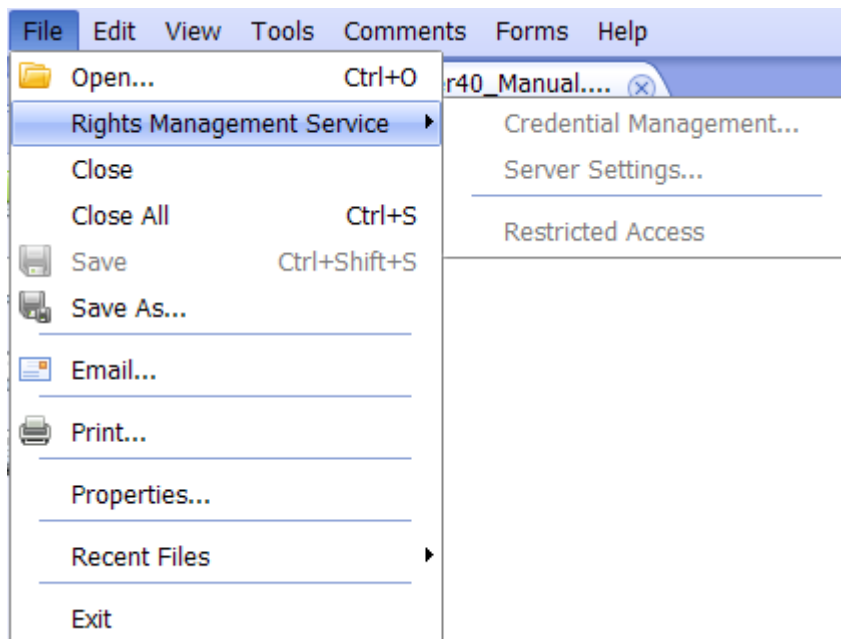 File Edit View Tools Comments Forms Help
Open... Ctrl+O
r40_Manual....
Rights Management Service
Credential Management...
Close
Server Settings...
Close All Ctrl+S
Restricted Access
Save Ctrl+Shift+S
Save As...
Email...
Print...
Properties...
Recent Files
Exit